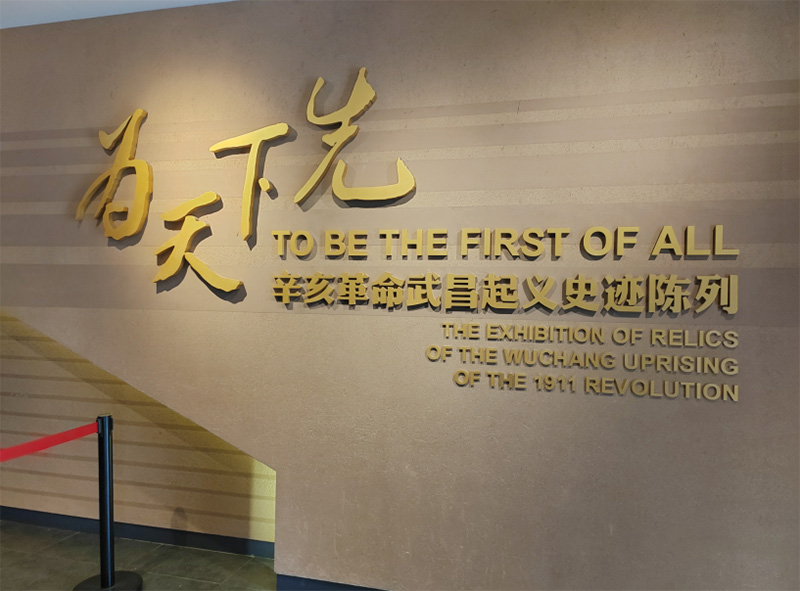 为天下先
TO BE THE FIRST OF ALL
辛亥革命武昌起义史迹陈列
THE EXHIBITION OF RELICS
OF THE WUCHANG UPRISING
OF THE 1911 REVOLUTION